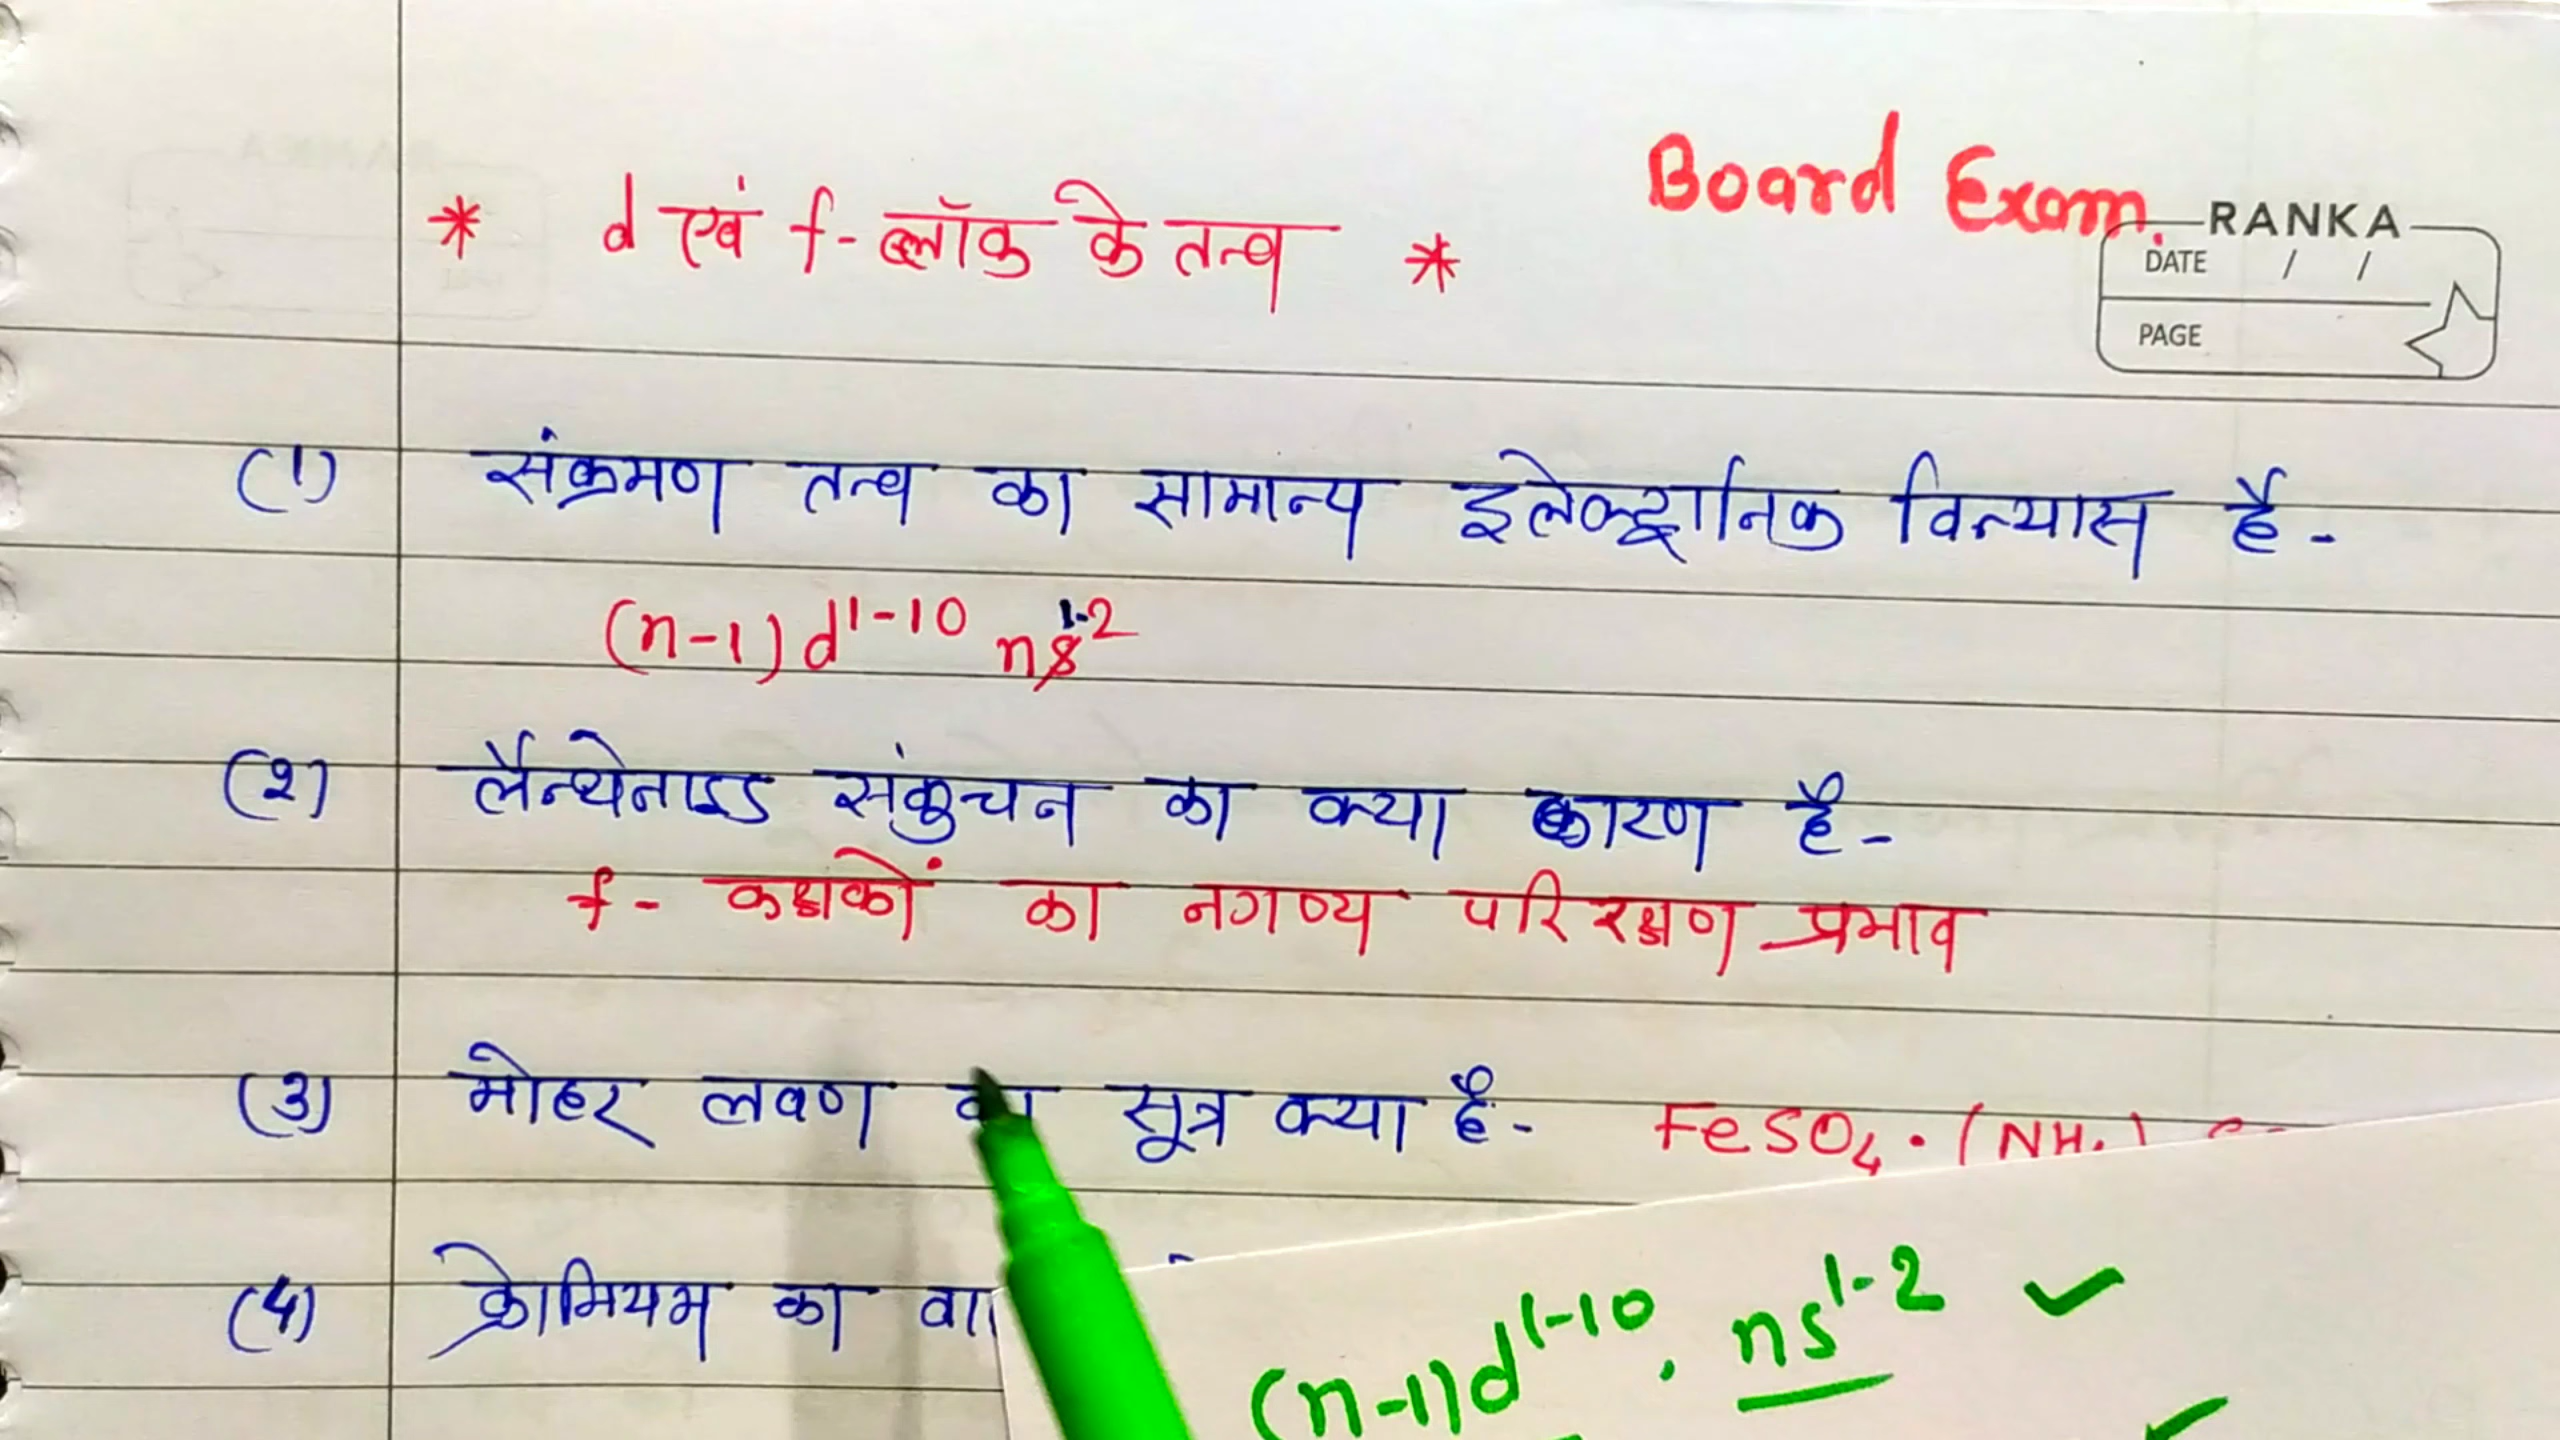 Board Exam.
* d एवं f-ब्लॉक के तत्व *
RANKA
DATE / /
PAGE
(1) संक्रमण तत्व का सामान्य इलेक्ट्रानिक विन्यास है -
(n-1)d¹⁻¹⁰ ns¹⁻²
(2) लैन्थेनाइड संकुचन का क्या कारण है -
f - कक्षकों का नगण्य परिरक्षण प्रभाव
(3) मोहर लवण का सूत्र क्या है - FeSO₄ · (NH
(4) क्रोमियम का
(n-1)d¹⁻¹⁰ . ns¹⁻² ✓
✓